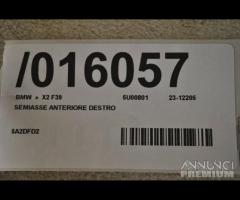 /016057
BMW » X2 F39 5U00801 23-12205
SEMIASSE ANTERIORE DESTRO
8A2DFD2
ANNUNCI
PREMIUM